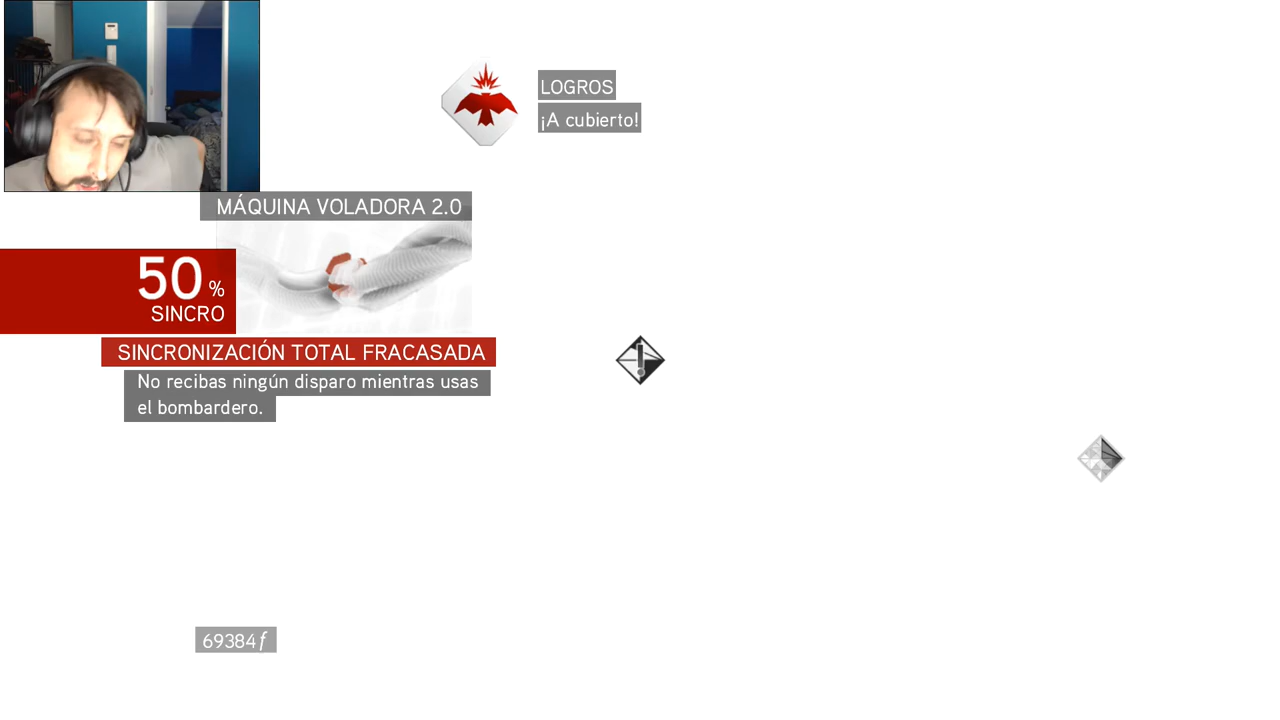 LOGROS
¡A cubierto!
MÁQUINA VOLADORA 2.0
50 %
SINCRO
SINCRONIZACIÓN TOTAL FRACASADA
No recibas ningún disparo mientras usas
el bombardero.
69384ƒ